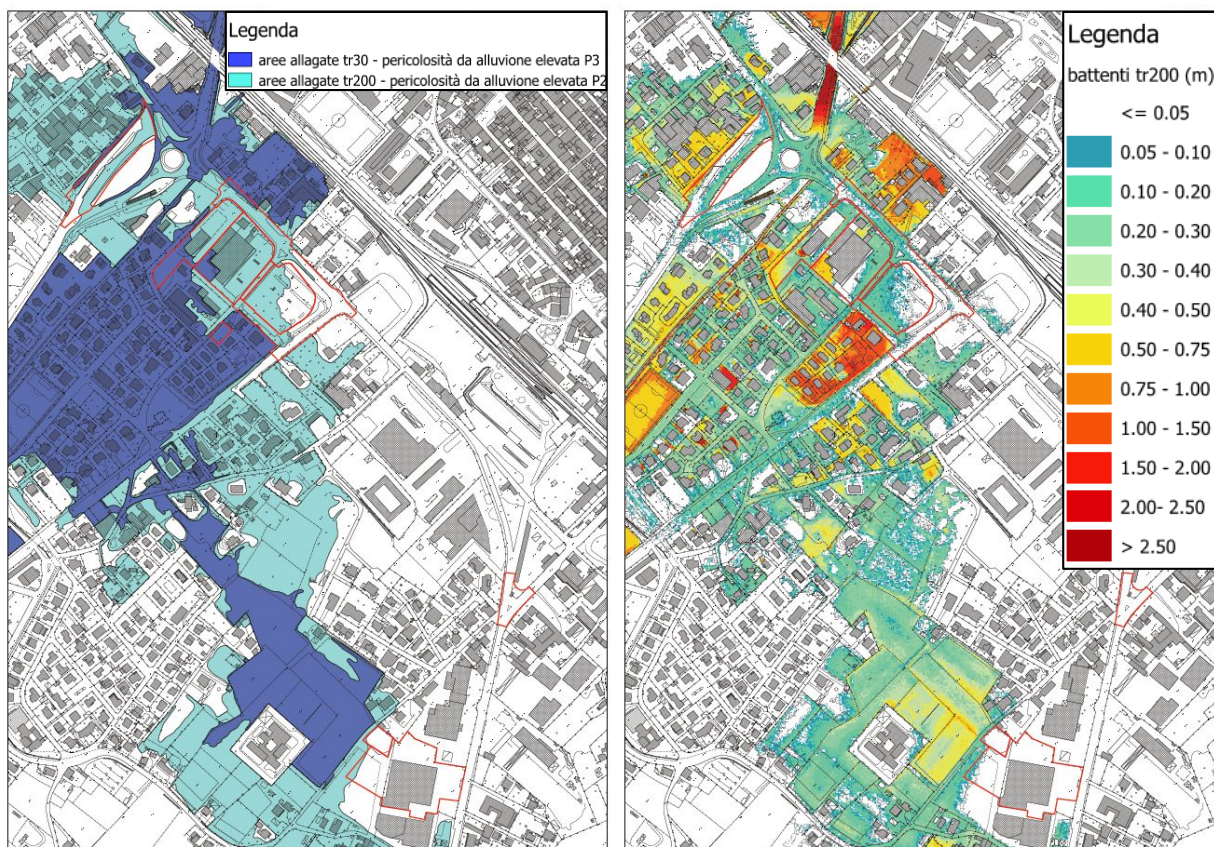 Legenda
aree allagate tr30 - pericolosità da alluvione elevata P3
aree allagate tr200 - pericolosità da alluvione elevata P2
Legenda
battenti tr200 (m)
<= 0.05
0.05 - 0.10
0.10 - 0.20
0.20 - 0.30
0.30 - 0.40
0.40 - 0.50
0.50 - 0.75
0.75 - 1.00
1.00 - 1.50
1.50 - 2.00
2.00- 2.50
> 2.50